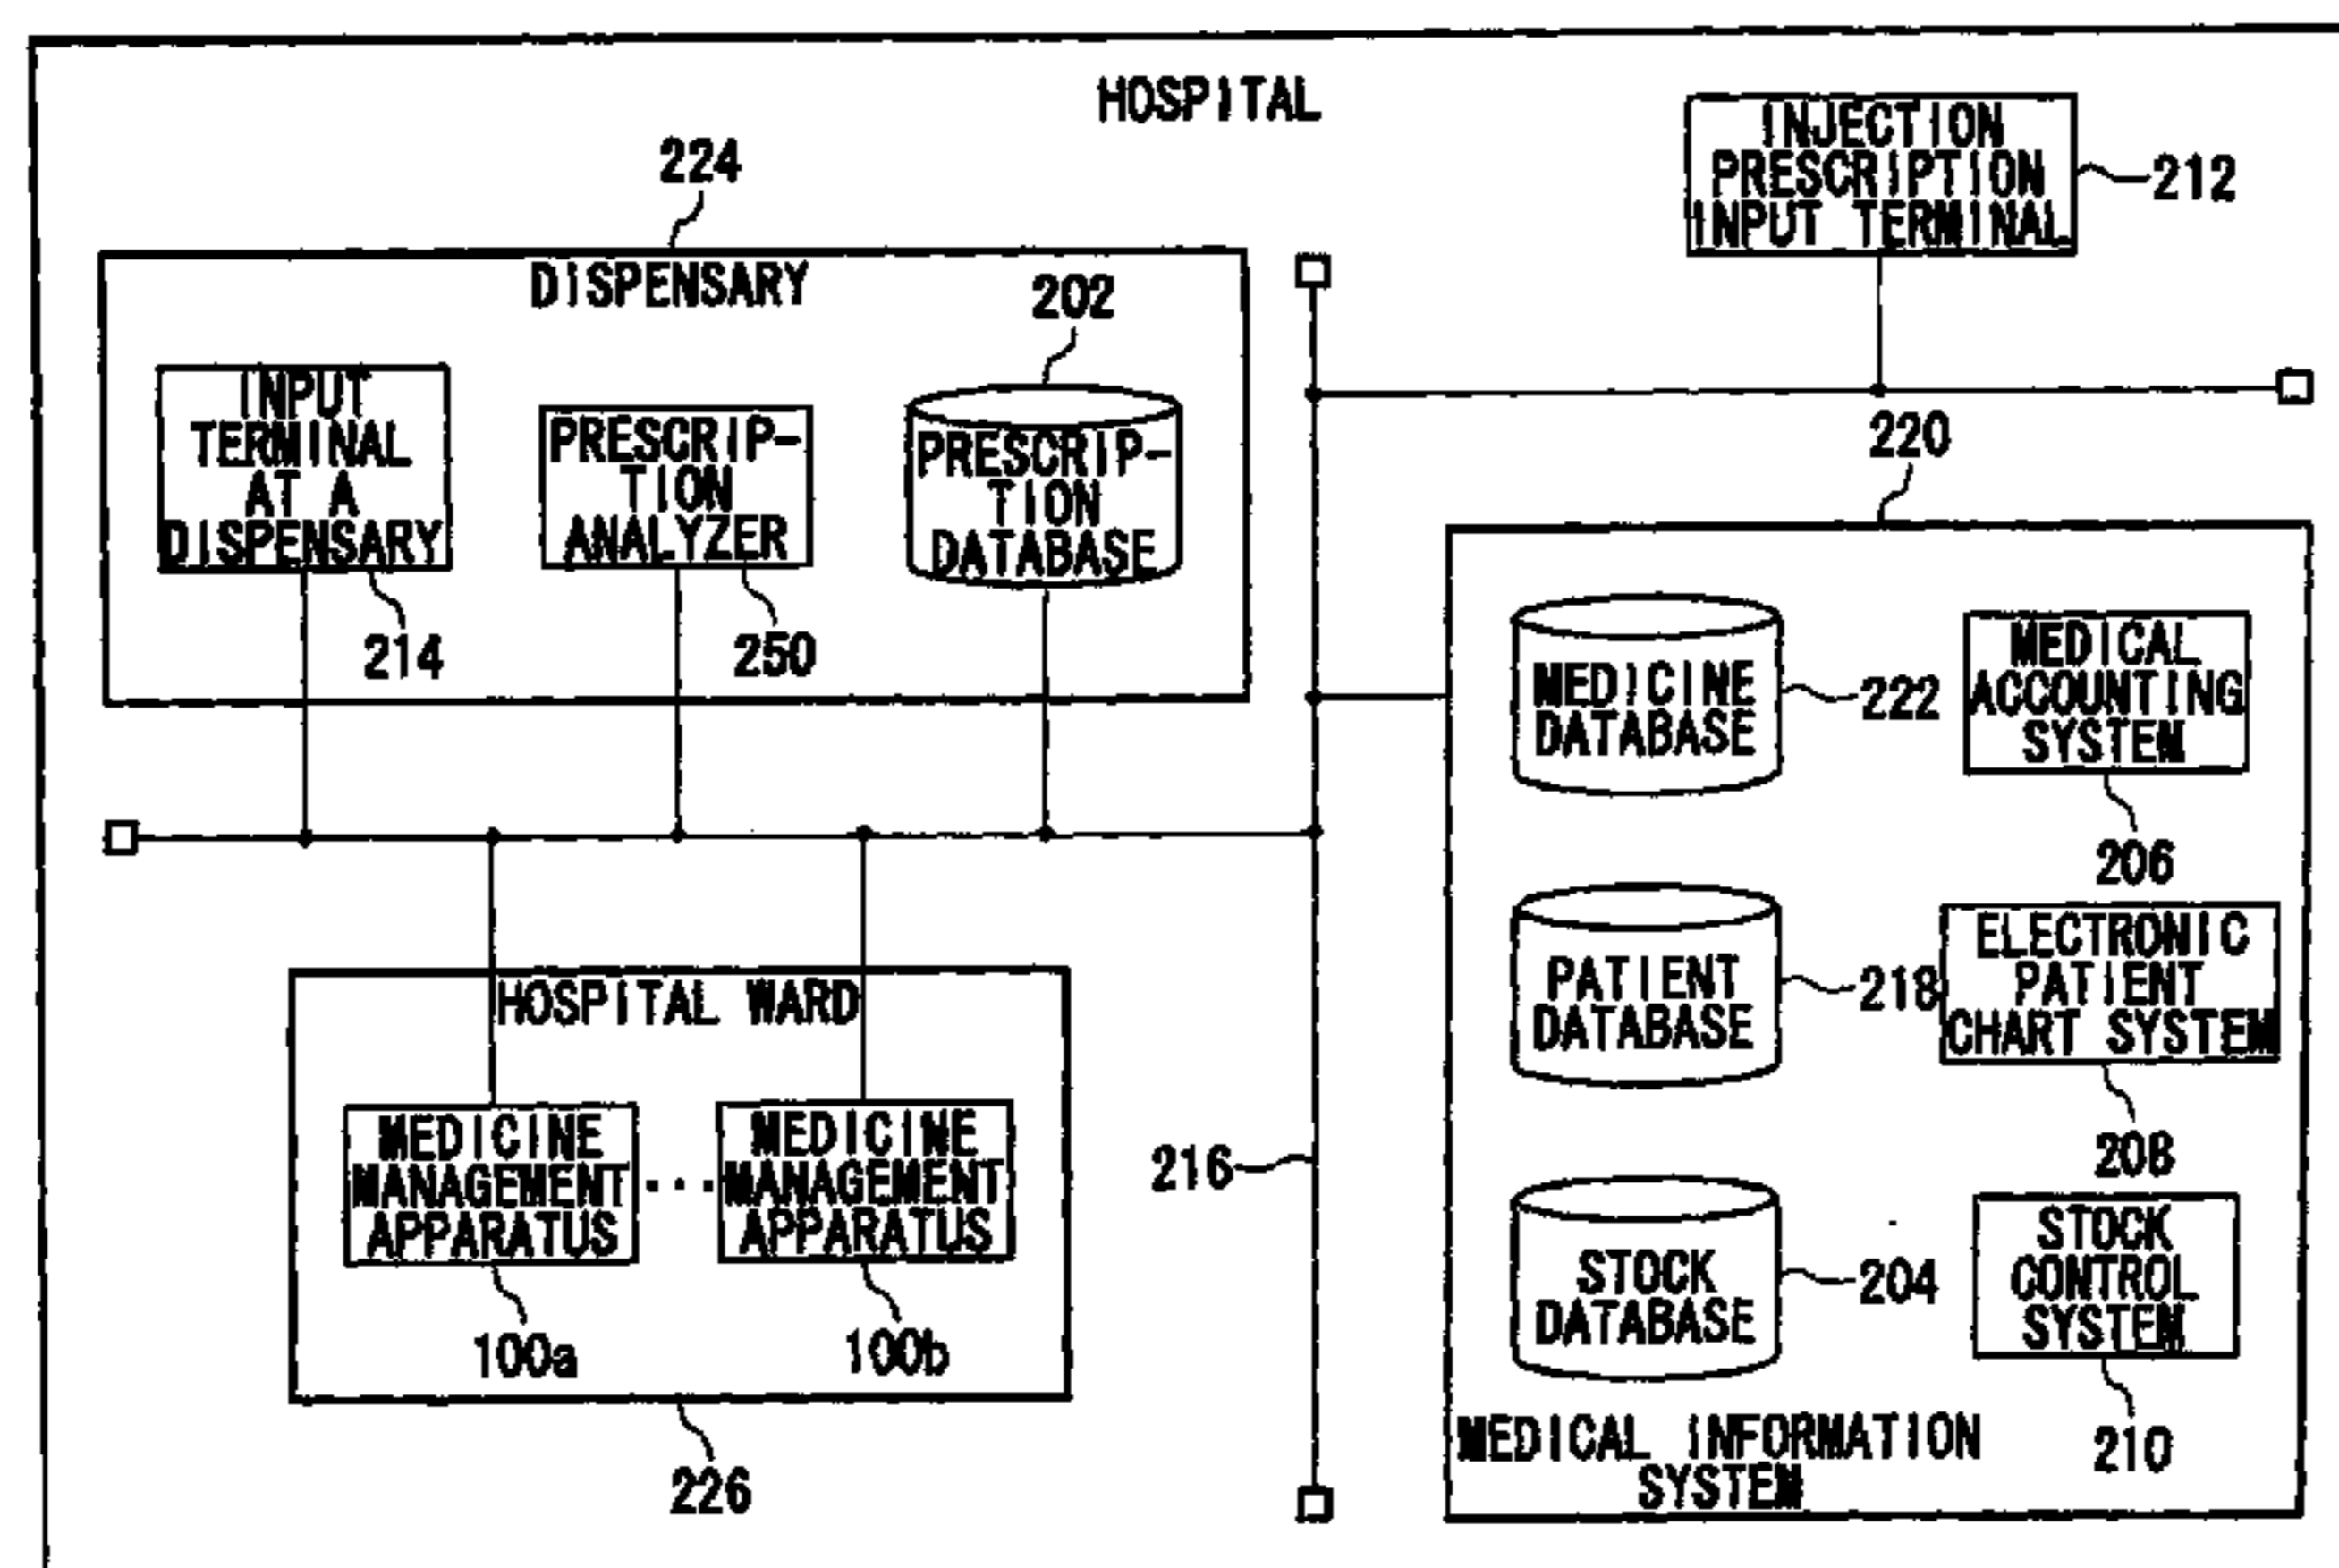 HOSPITAL
INJECTION
PRESCRIPTION
INPUT TERMINAL
212
224
DISPENSARY
202
INPUT
TERMINAL
AT A
DISPENSARY
214
PRESCRIP-
TION
ANALYZER
250
PRESCRIP-
TION
DATABASE
220
MEDICINE
DATABASE
222
MEDICAL
ACCOUNTING
SYSTEM
206
PATIENT
DATABASE
218
ELECTRONIC
PATIENT
CHART SYSTEM
208
STOCK
DATABASE
204
STOCK
CONTROL
SYSTEM
210
MEDICAL INFORMATION
SYSTEM
HOSPITAL WARD
MEDICINE
MANAGEMENT
APPARATUS
100a
...
MEDICINE
MANAGEMENT
APPARATUS
100b
226
216